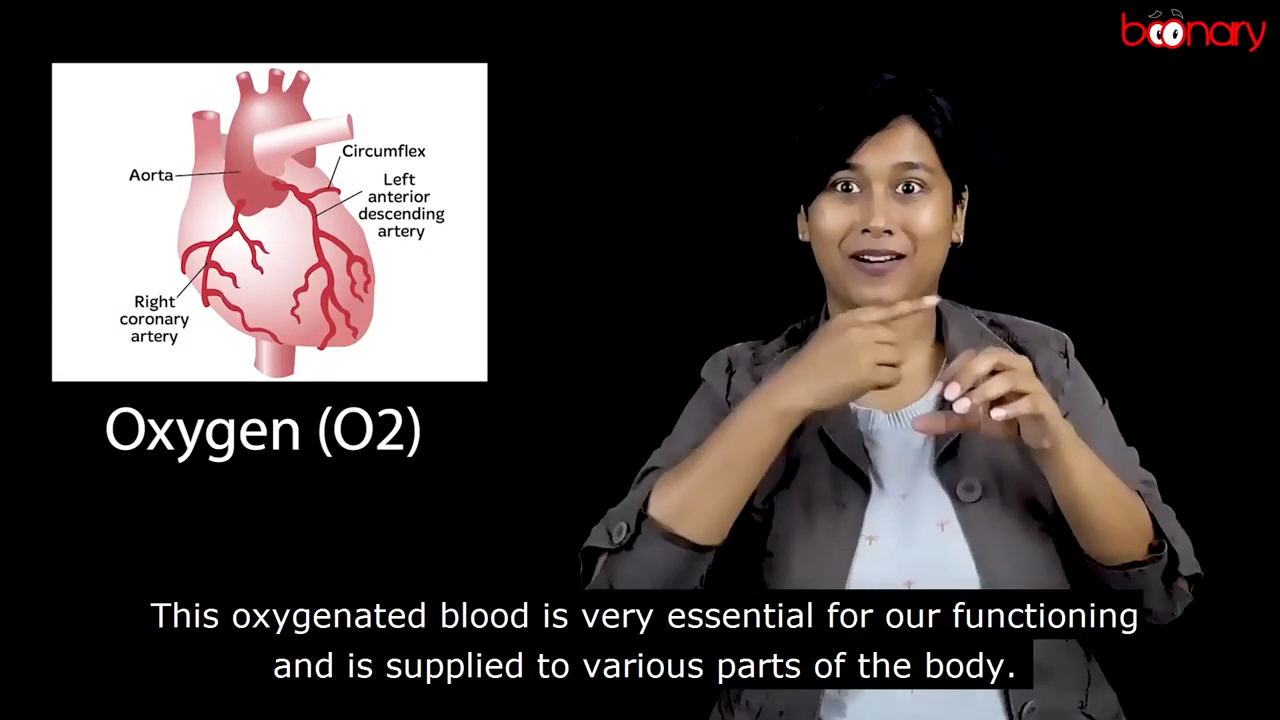 boonary
Circumflex
Aorta
Left
anterior
descending
artery
Right
coronary
artery
Oxygen (O2)
This oxygenated blood is very essential for our functioning
and is supplied to various parts of the body.